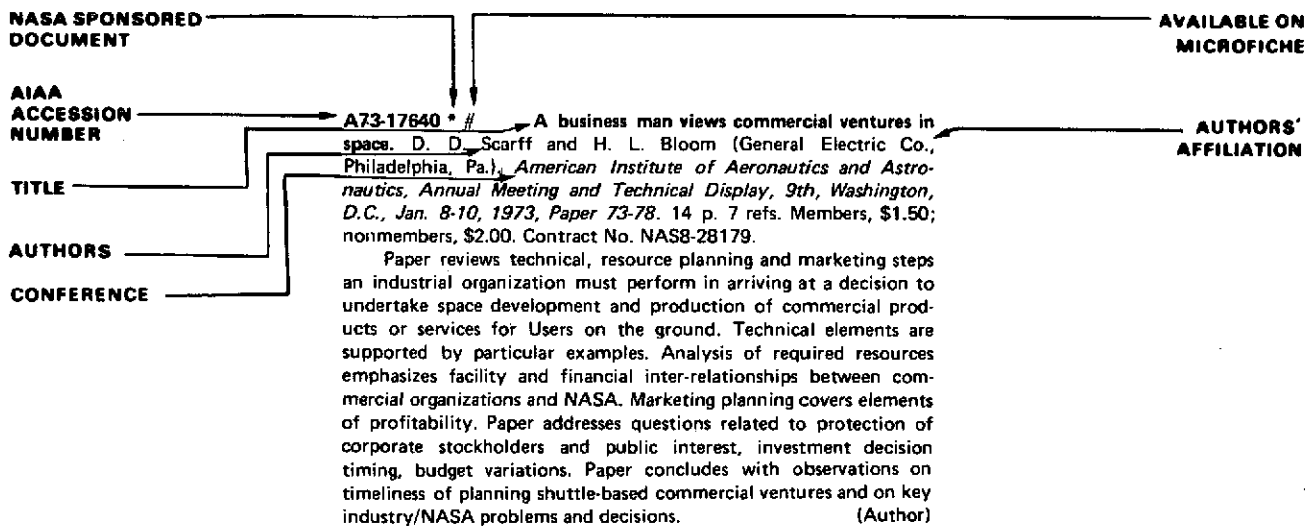 NASA SPONSORED
DOCUMENT
AVAILABLE ON
MICROFICHE
AIAA
ACCESSION
NUMBER
TITLE
AUTHORS
CONFERENCE
AUTHORS'
AFFILIATION
A73-17640 * # A business man views commercial ventures in
space. D. D. Scarff and H. L. Bloom (General Electric Co.,
Philadelphia, Pa.). American Institute of Aeronautics and Astro-
nautics, Annual Meeting and Technical Display, 9th, Washington,
D.C., Jan. 8-10, 1973, Paper 73-78. 14 p. 7 refs. Members, $1.50;
nonmembers, $2.00. Contract No. NAS8-28179.
Paper reviews technical, resource planning and marketing steps
an industrial organization must perform in arriving at a decision to
undertake space development and production of commercial prod-
ucts or services for Users on the ground. Technical elements are
supported by particular examples. Analysis of required resources
emphasizes facility and financial inter-relationships between com-
mercial organizations and NASA. Marketing planning covers elements
of profitability. Paper addresses questions related to protection of
corporate stockholders and public interest, investment decision
timing, budget variations. Paper concludes with observations on
timeliness of planning shuttle-based commercial ventures and on key
industry/NASA problems and decisions. (Author)